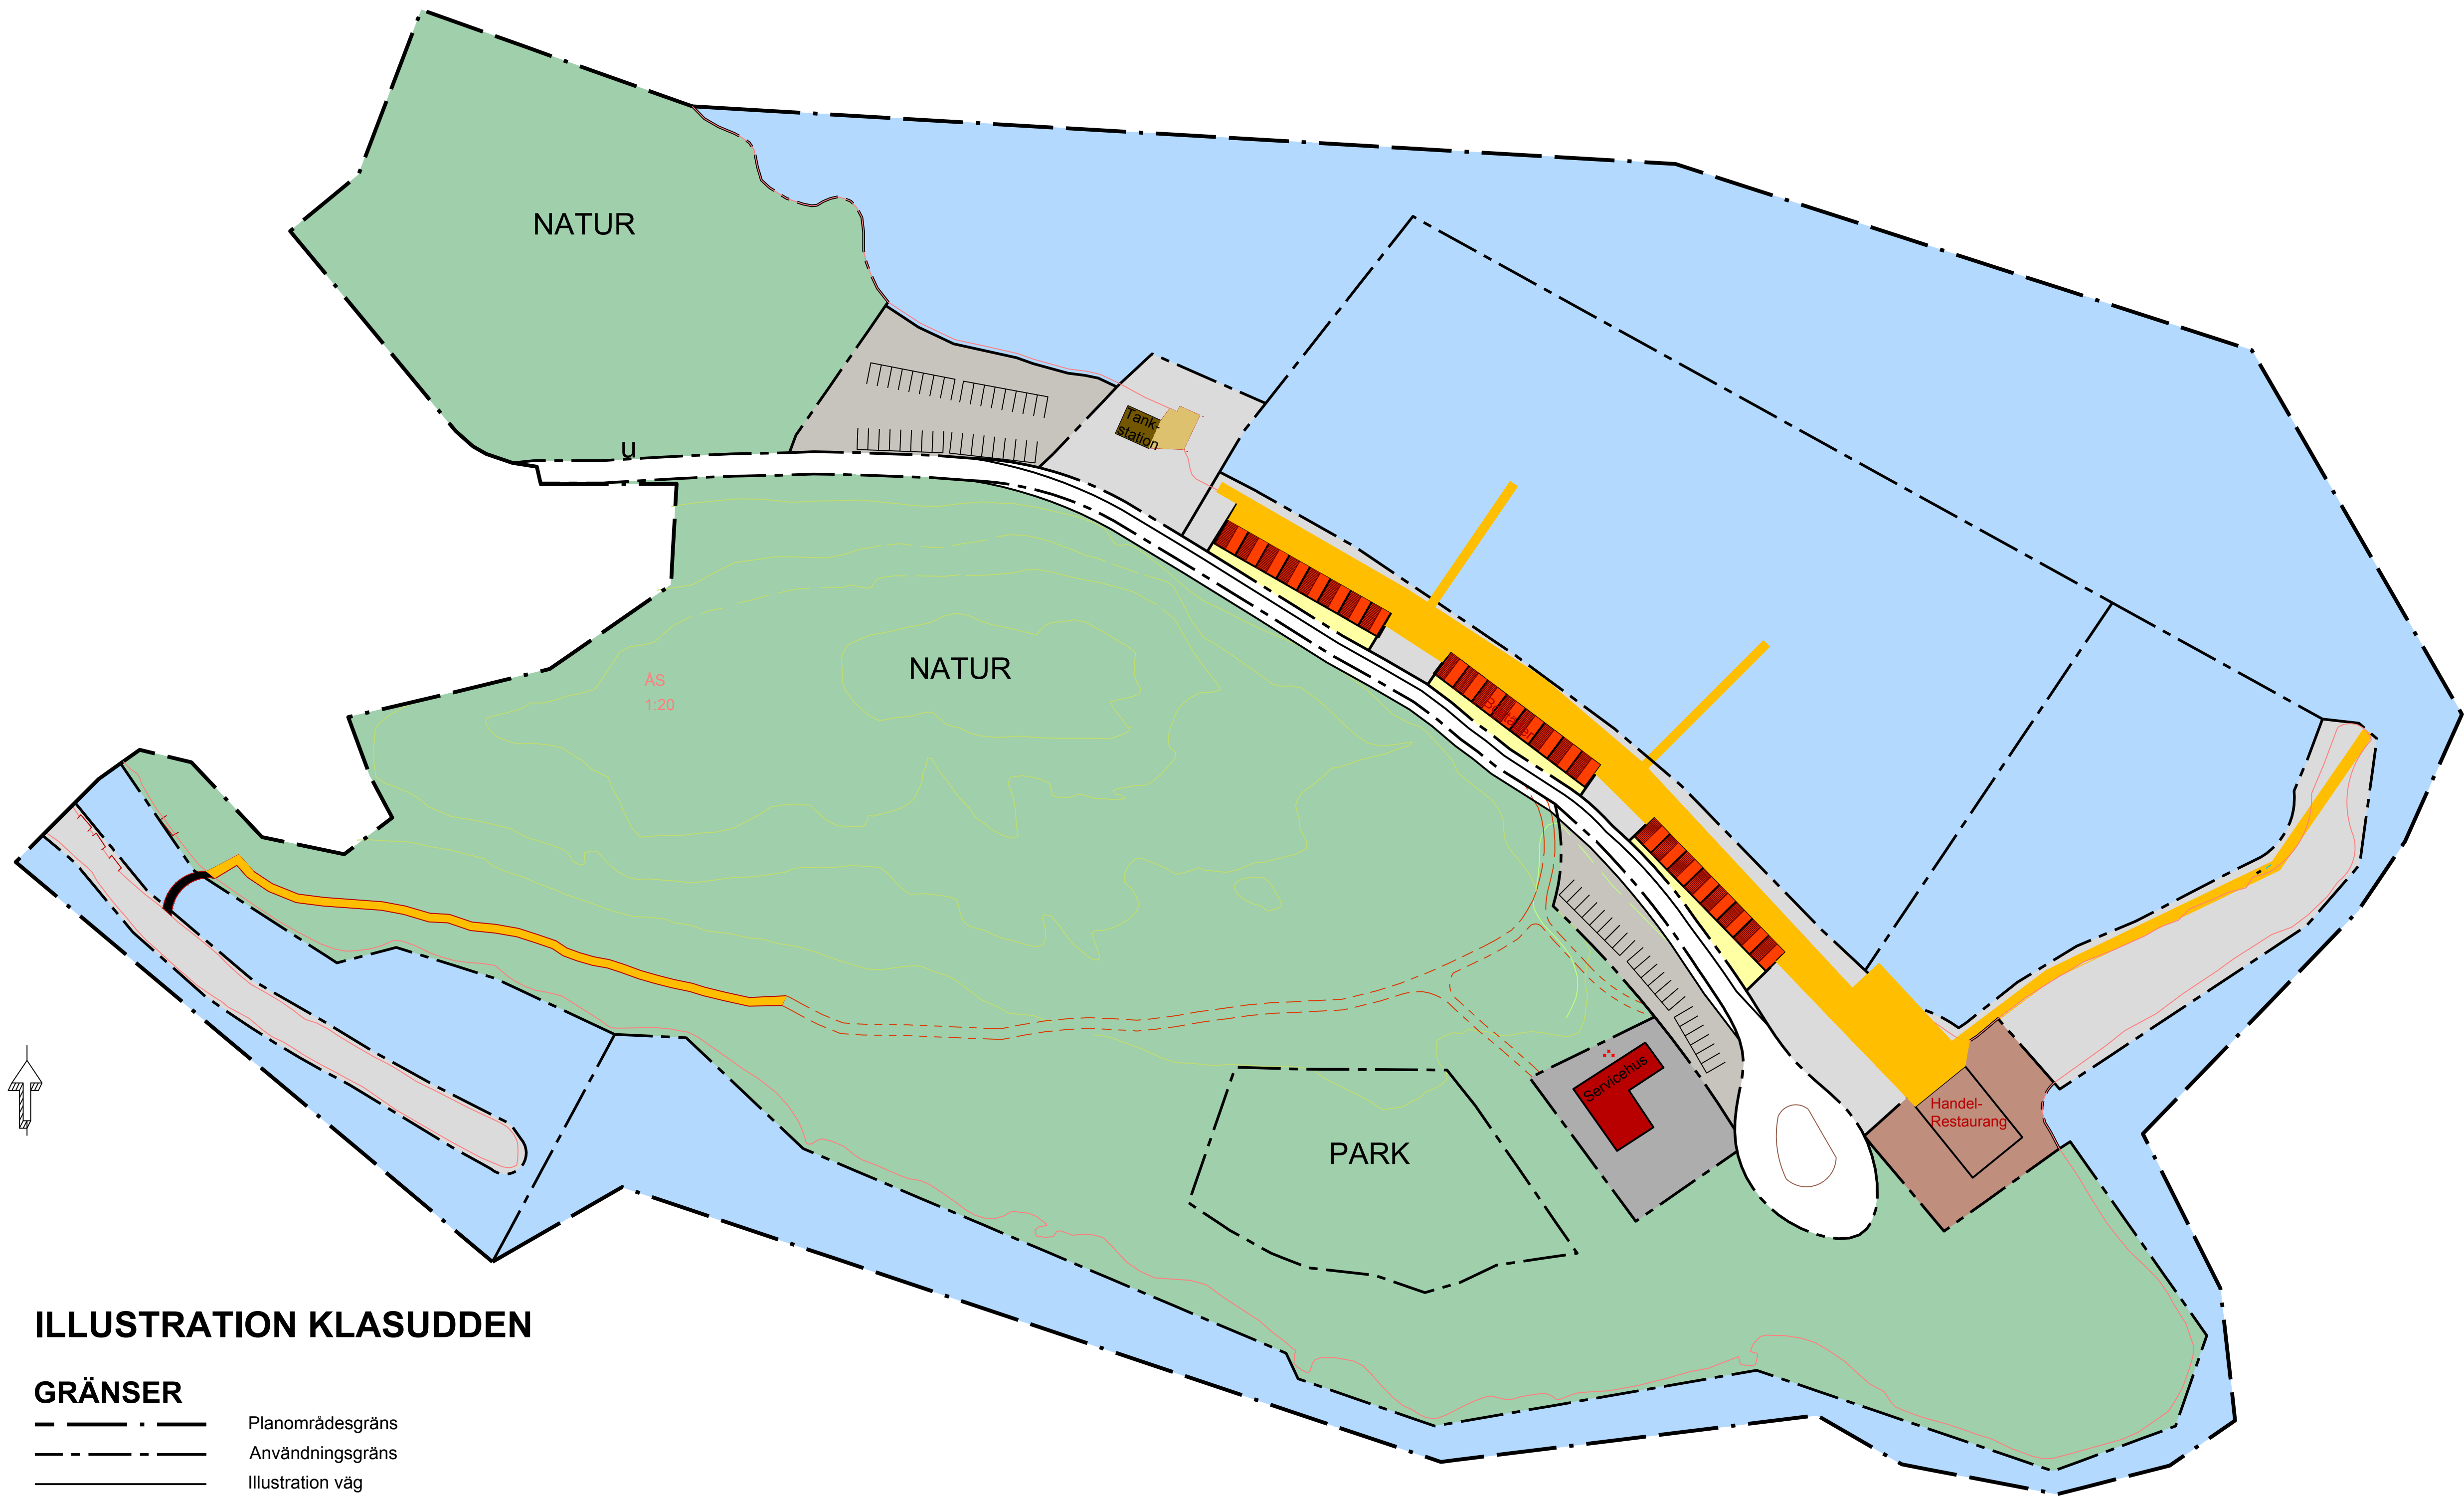 NATUR
u
Tank-
station
NATUR
ÅS
1:20
Servicehus
Handel-
Restaurang
PARK
ILLUSTRATION KLASUDDEN
GRÄNSER
Planområdesgräns
Användningsgräns
Illustration väg